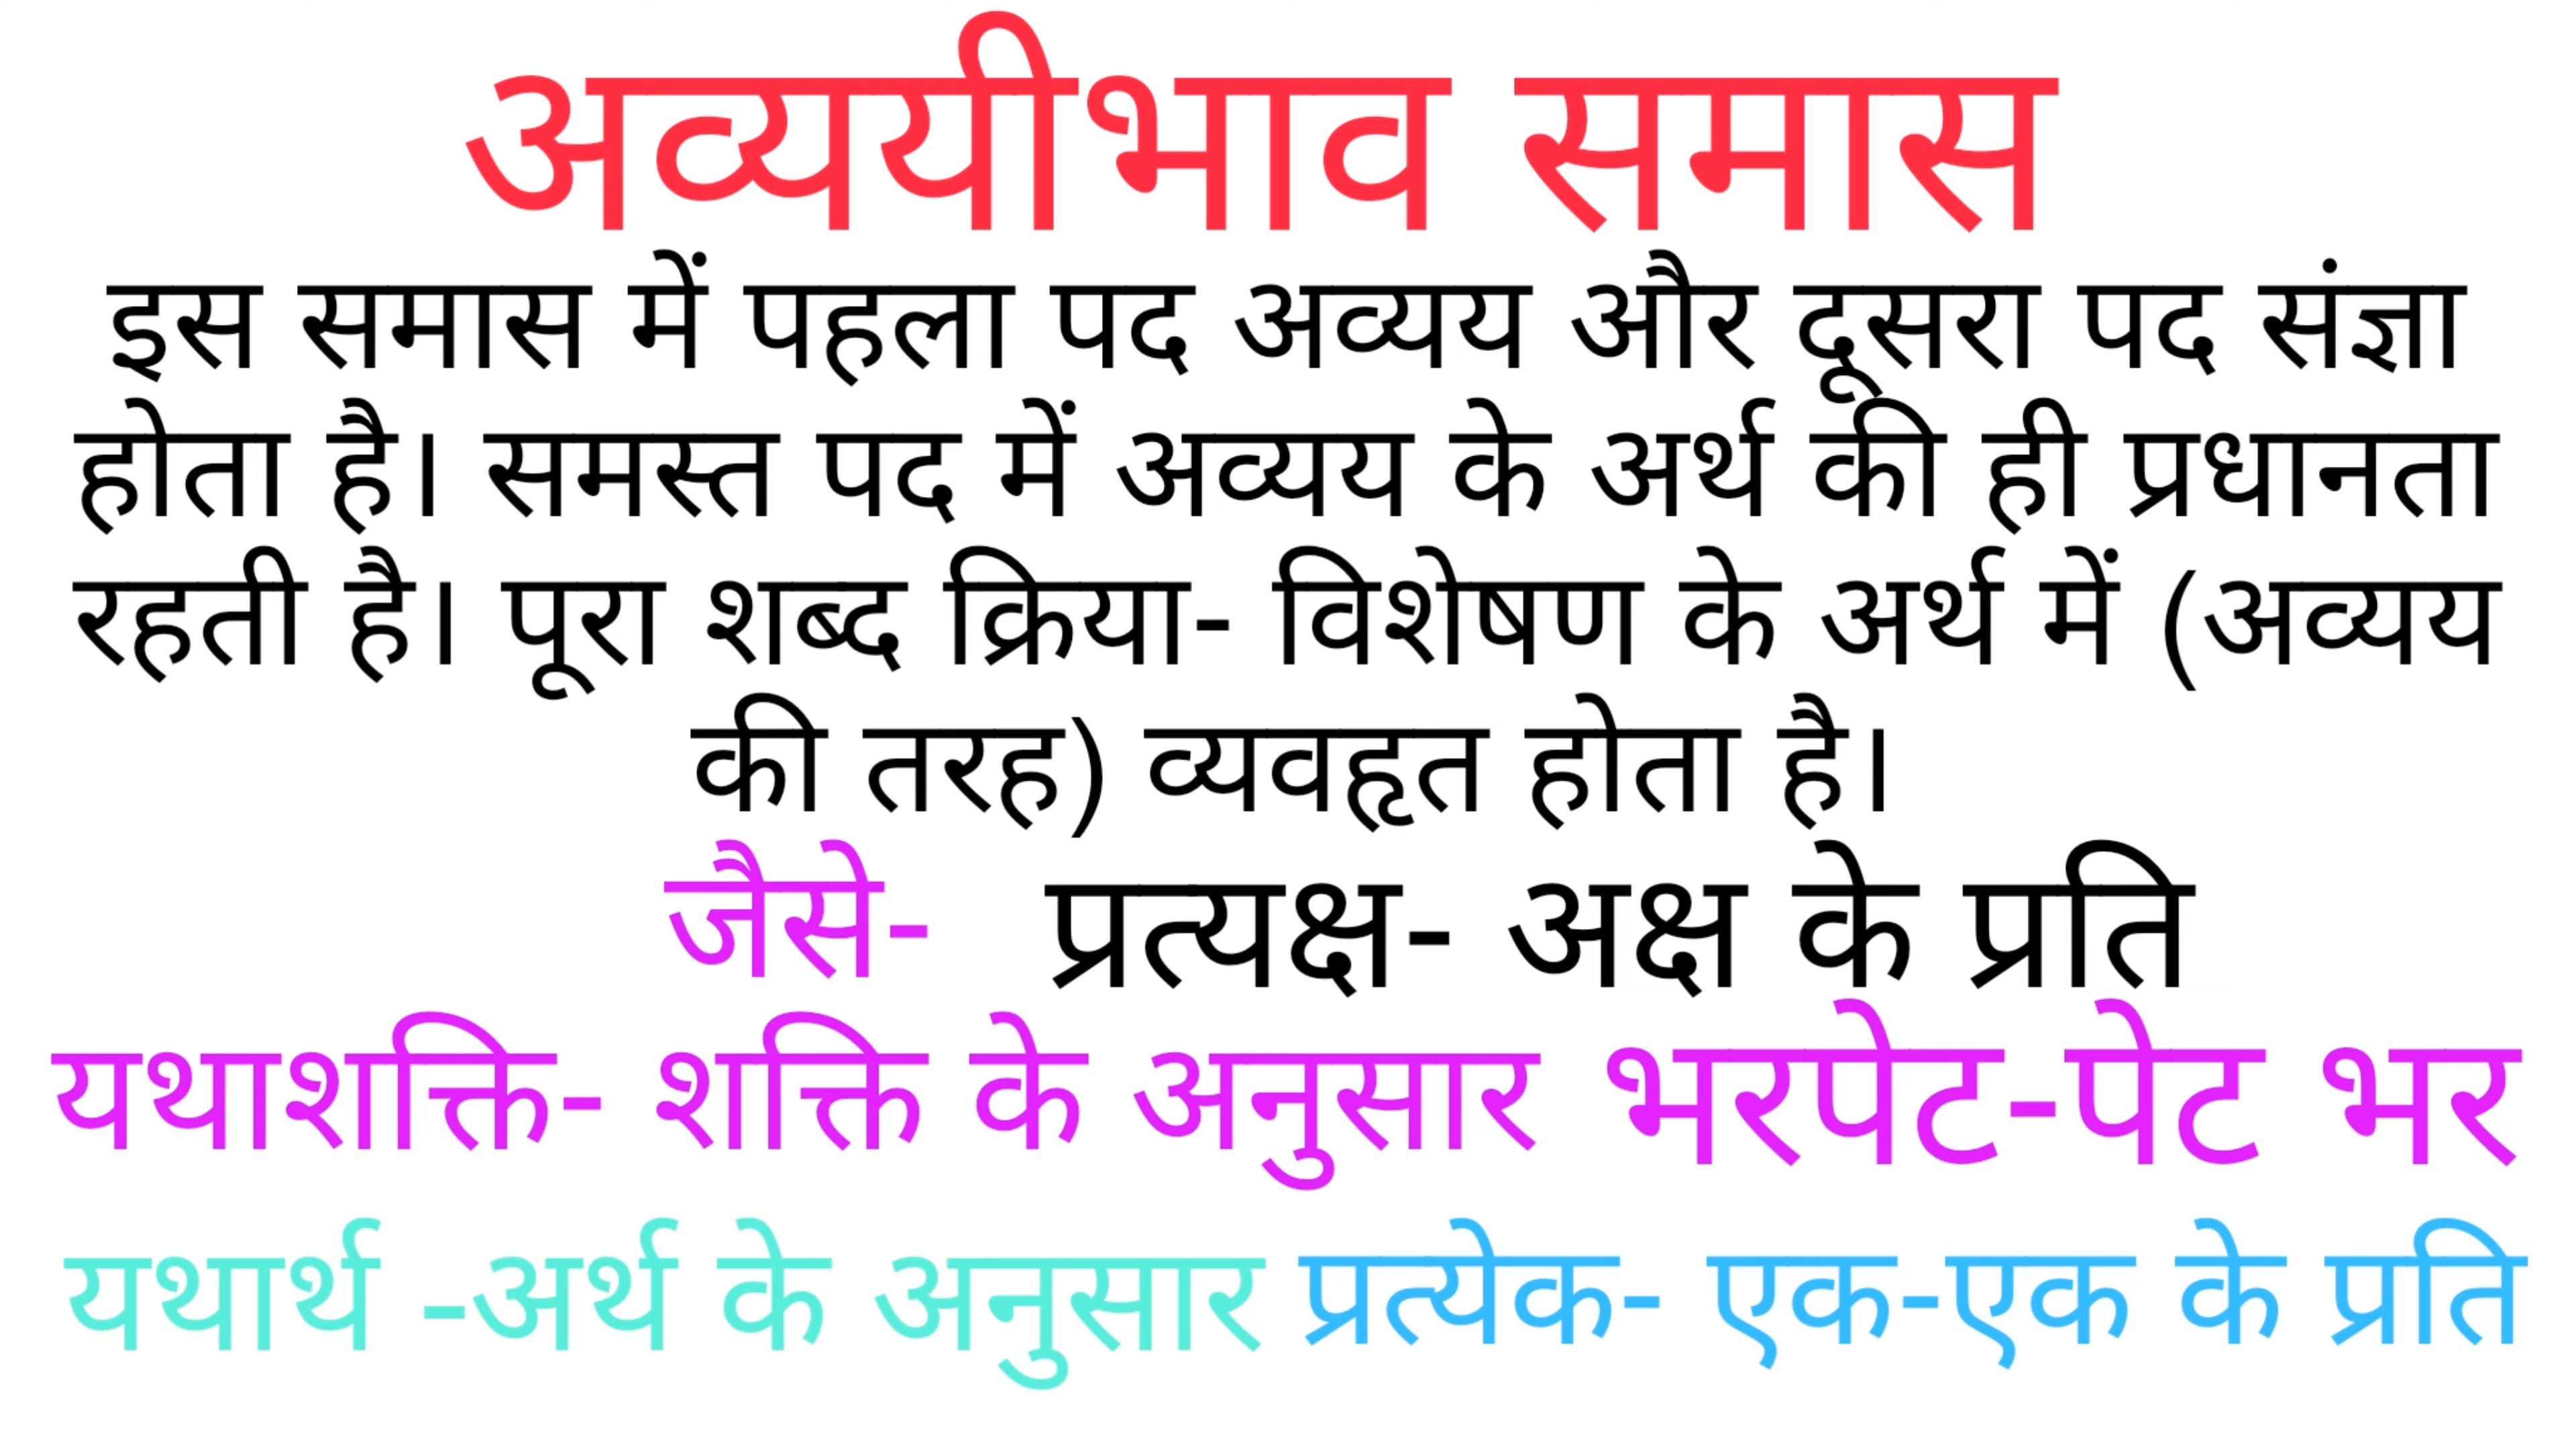 अव्ययीभाव समास
इस समास में पहला पद अव्यय और दूसरा पद संज्ञा
होता है। समस्त पद में अव्यय के अर्थ की ही प्रधानता
रहती है। पूरा शब्द क्रिया- विशेषण के अर्थ में (अव्यय
की तरह) व्यवहृत होता है।
जैसे- प्रत्यक्ष- अक्ष के प्रति
यथाशक्ति- शक्ति के अनुसार भरपेट-पेट भर
यथार्थ -अर्थ के अनुसार प्रत्येक- एक-एक के प्रति